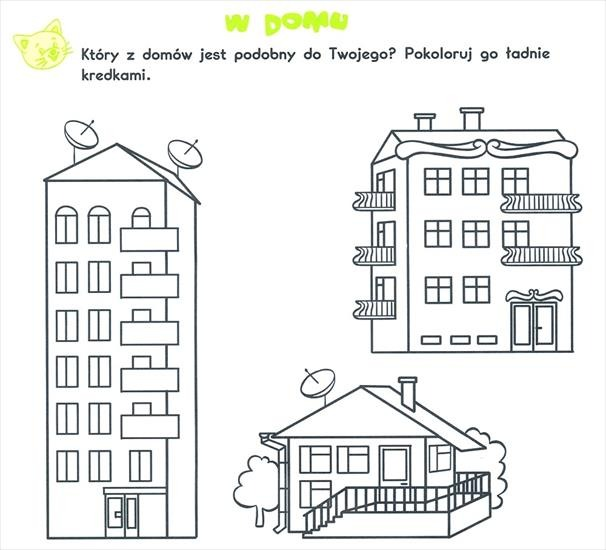 W DOMU
Który z domów jest podobny do Twojego? Pokoloruj go ładnie
kredkami.